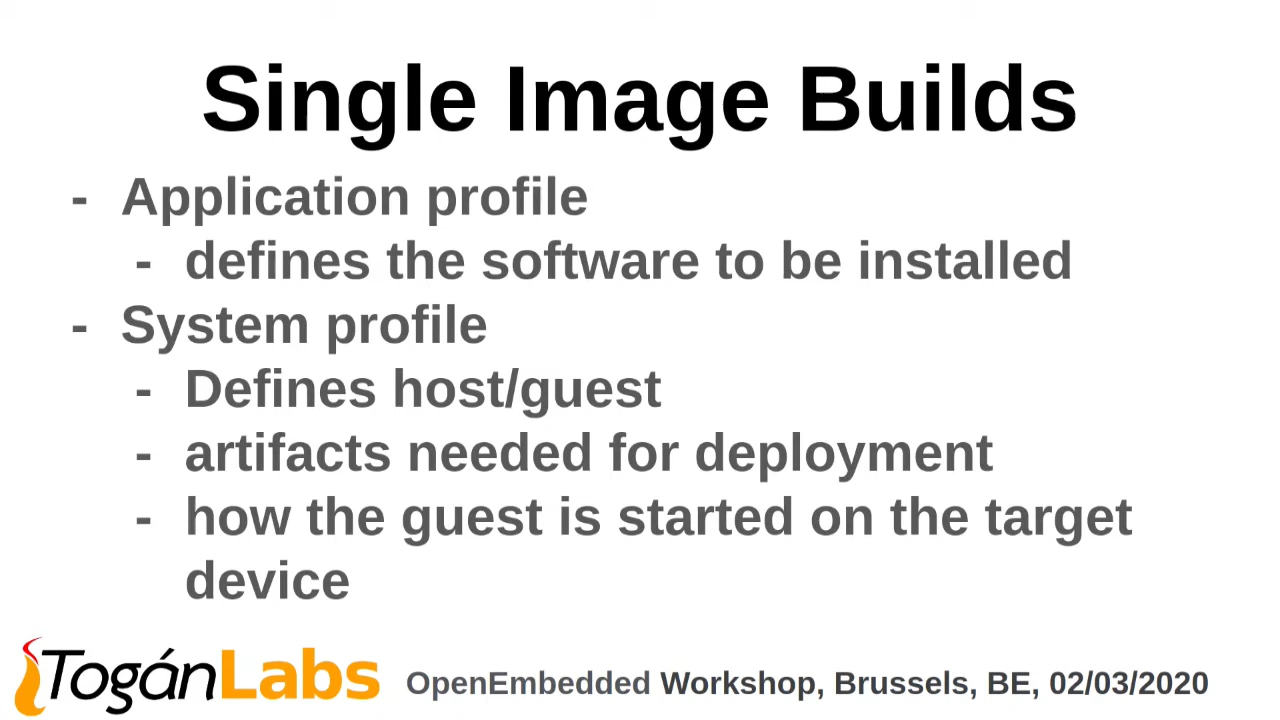 Single Image Builds
- Application profile
- defines the software to be installed
- System profile
- Defines host/guest
- artifacts needed for deployment
- how the guest is started on the target
device
TogánLabs
OpenEmbedded Workshop, Brussels, BE, 02/03/2020